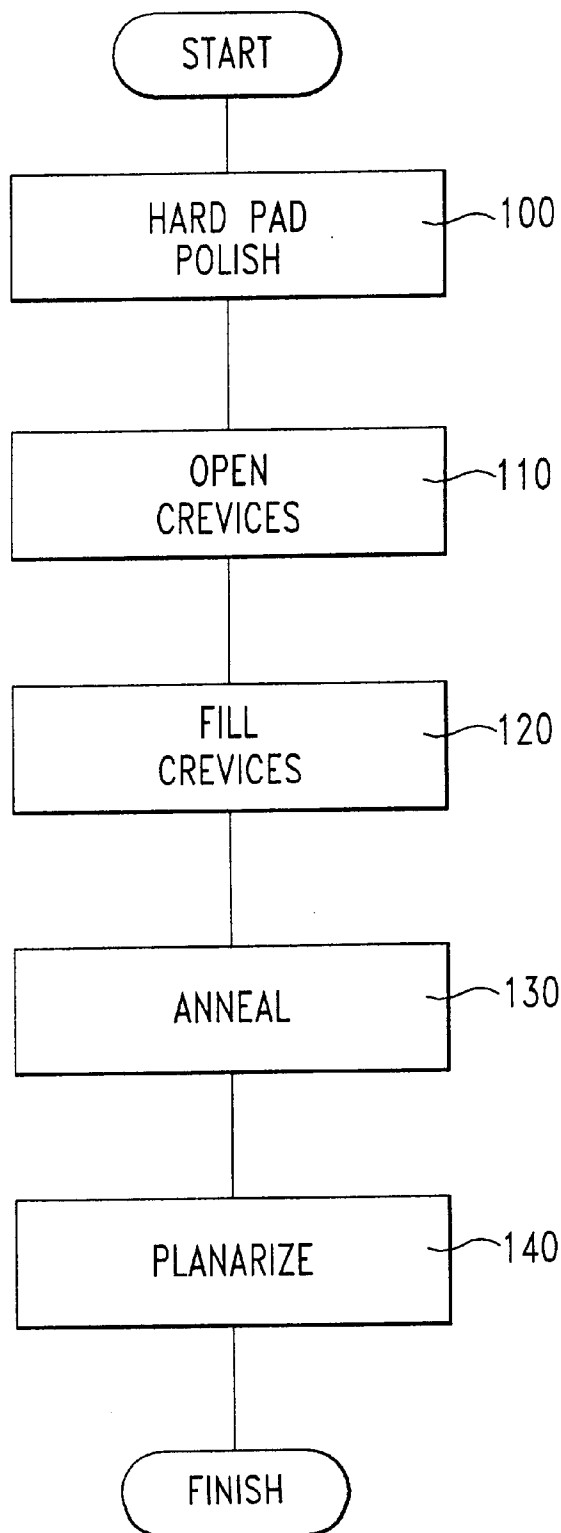 START
HARD PAD
POLISH
100
OPEN
CREVICES
110
FILL
CREVICES
120
ANNEAL
130
PLANARIZE
140
FINISH